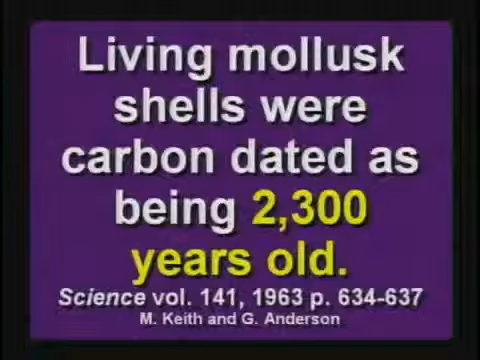 Living mollusk
shells were
carbon dated as
being 2,300
years old.
Science vol. 141, 1963 p. 634-637
M. Keith and G. Anderson